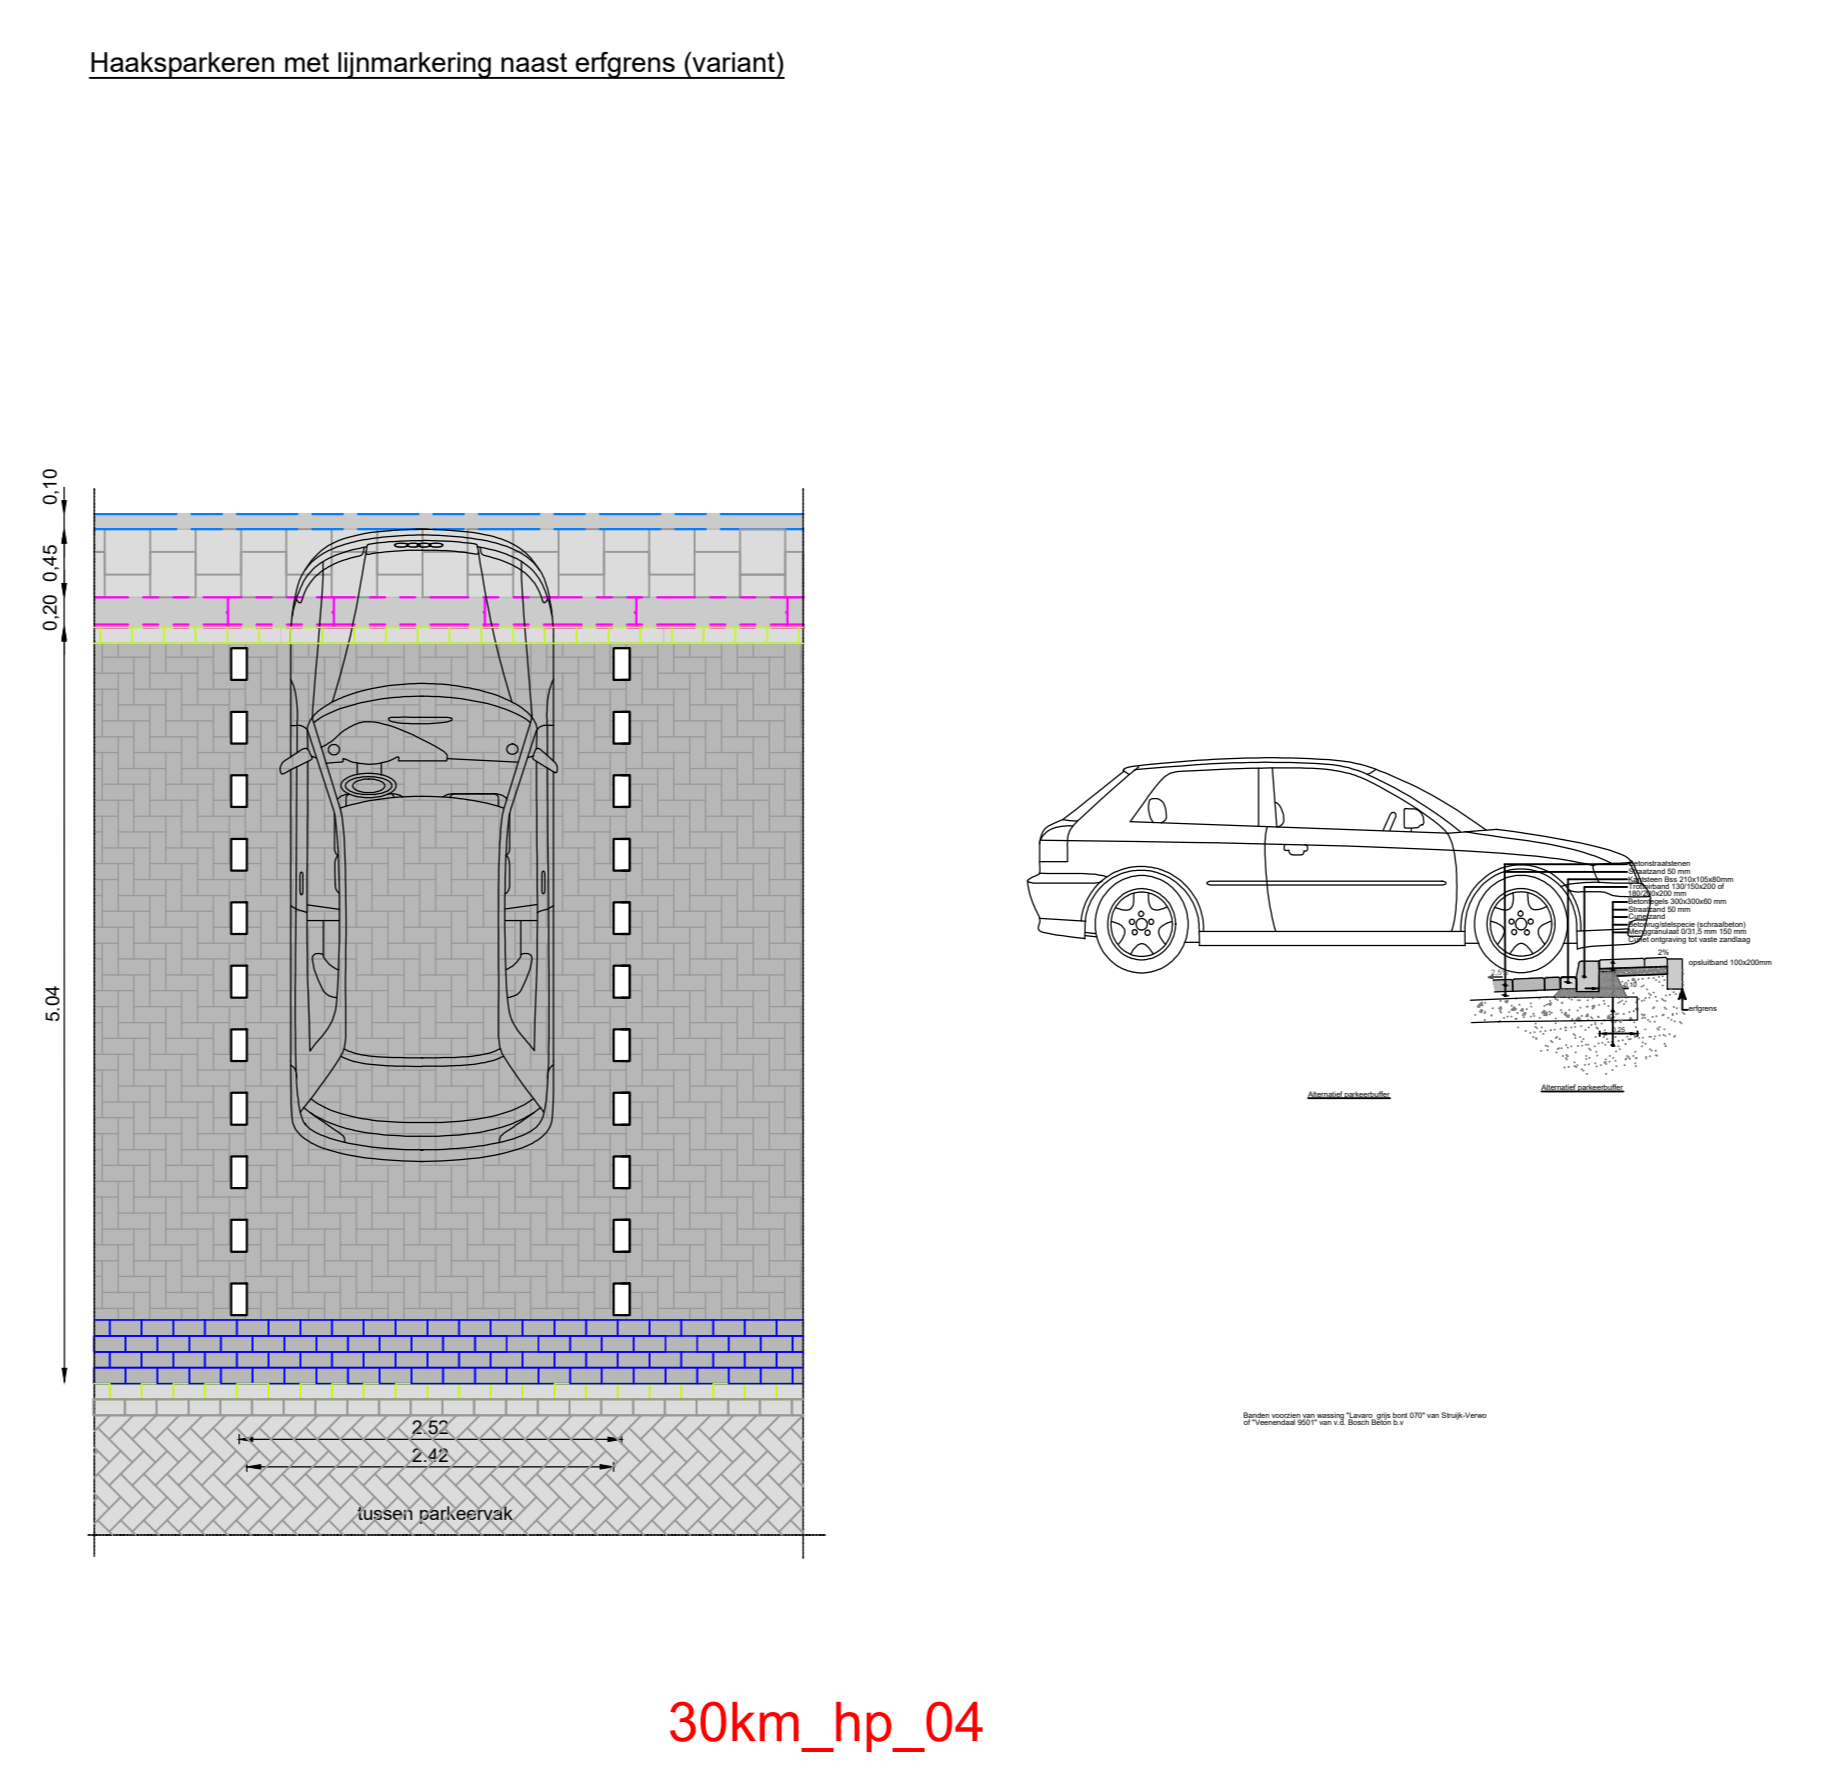 Haaksparkeren met lijnmarkering naast erfgrens (variant)
0,10
0,45
0,20
5.04
2.52
2.42
tussen parkeervak
Betonstraatstenen
Straatzand 50 mm
Kantsteen Bss 210x105x80mm
Trottoirband 130/150x200 of
180/200x200 mm
Betontegels 300x300x60 mm
Straatzand 50 mm
Cunetzand
Betonrug/stelspecie (schraalbeton)
Menggranulaat 0/31,5 mm 150 mm
Cunet ontgraving tot vaste zandlaag
2%
opsluitband 100x200mm
0,10
erfgrens
0,25
Alternatief parkeerbuffer
Alternatief parkeerbuffer
Banden voorzien van wassing "Lavaro grijs bont 070" van Struijk-Verwo
of "Veenendaal 9501" van v.d. Bosch Beton b.v
30km_hp_04